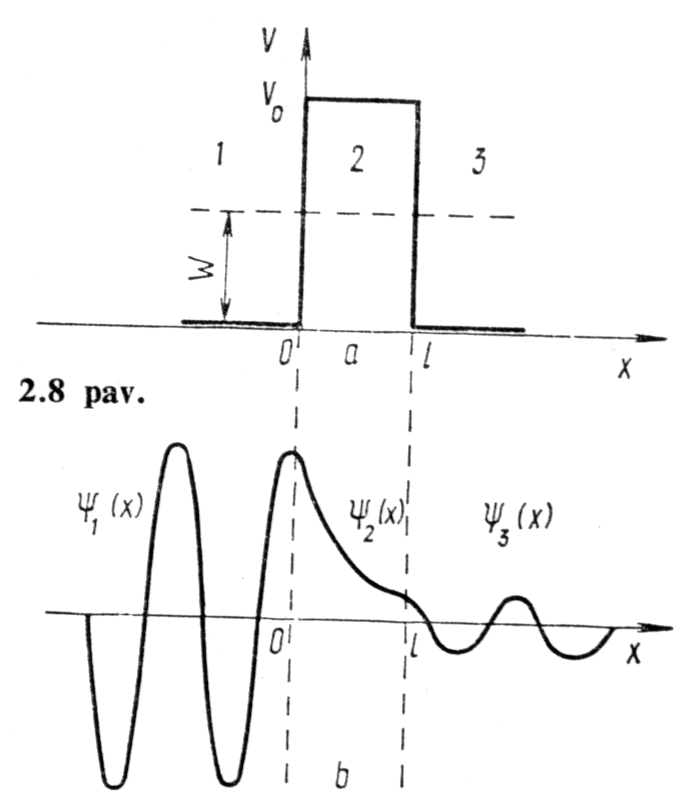 V
V₀
1 2 3
W
0 a l x
2.8 pav.
ψ₁(x) ψ₂(x) ψ₃(x)
0 l x
b